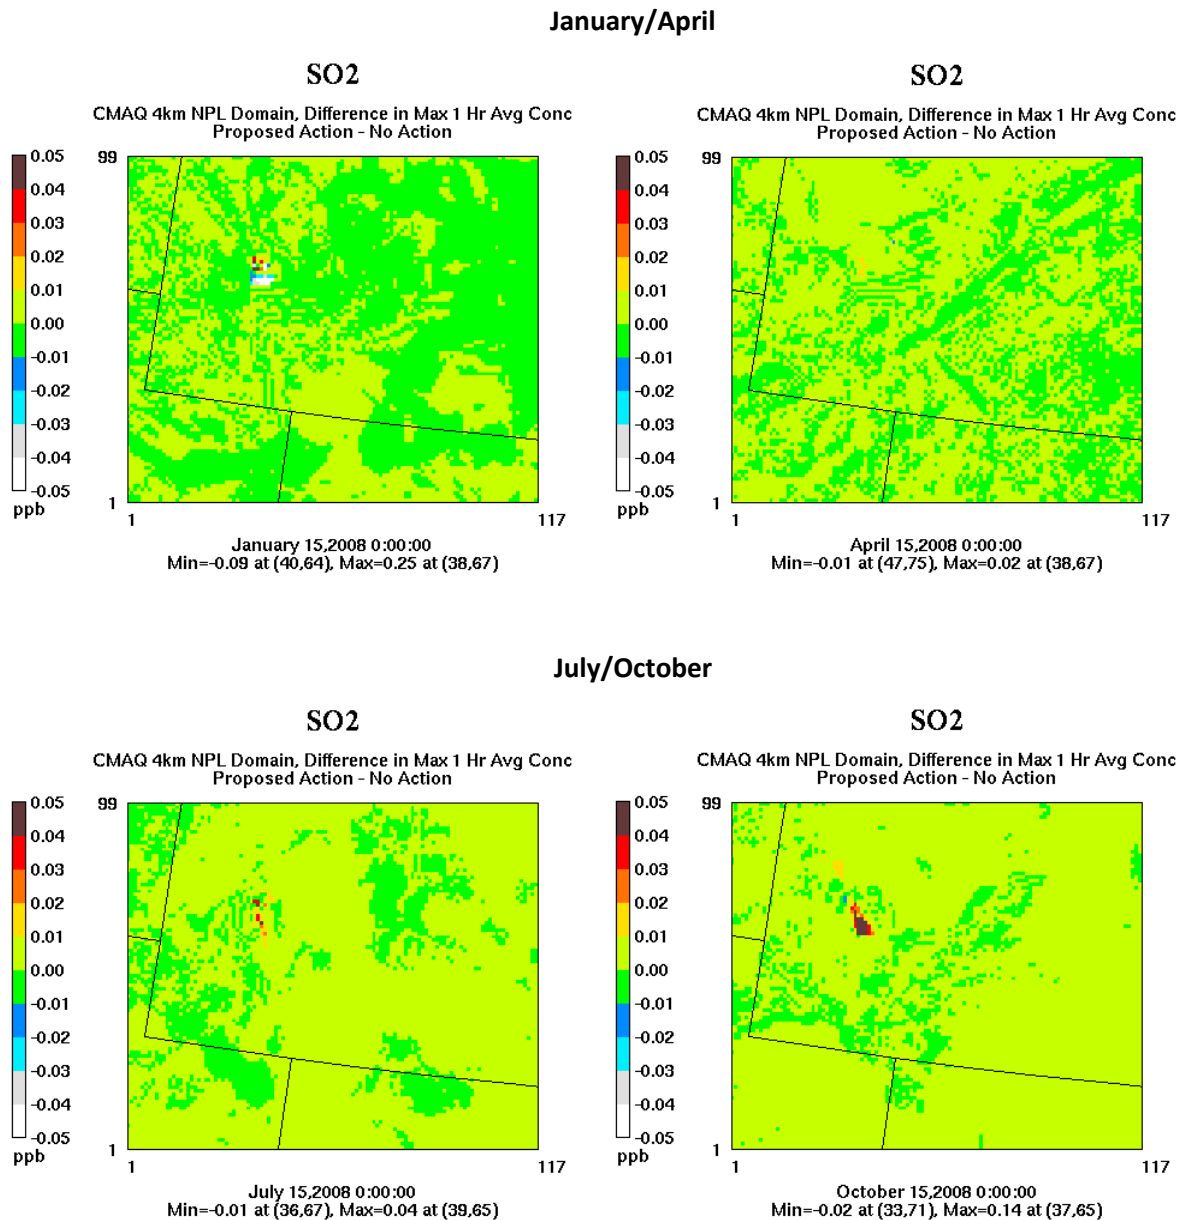 January/April
SO2
CMAQ 4km NPL Domain, Difference in Max 1 Hr Avg Conc
Proposed Action - No Action
0.05
0.04
0.03
0.02
0.01
0.00
-0.01
-0.02
-0.03
-0.04
-0.05
ppb
99
1
1
117
January 15,2008 0:00:00
Min=-0.09 at (40,64), Max=0.25 at (38,67)
SO2
CMAQ 4km NPL Domain, Difference in Max 1 Hr Avg Conc
Proposed Action - No Action
0.05
0.04
0.03
0.02
0.01
0.00
-0.01
-0.02
-0.03
-0.04
-0.05
ppb
99
1
1
117
April 15,2008 0:00:00
Min=-0.01 at (47,75), Max=0.02 at (38,67)
July/October
SO2
CMAQ 4km NPL Domain, Difference in Max 1 Hr Avg Conc
Proposed Action - No Action
0.05
0.04
0.03
0.02
0.01
0.00
-0.01
-0.02
-0.03
-0.04
-0.05
ppb
99
1
1
117
July 15,2008 0:00:00
Min=-0.01 at (36,67), Max=0.04 at (39,65)
SO2
CMAQ 4km NPL Domain, Difference in Max 1 Hr Avg Conc
Proposed Action - No Action
0.05
0.04
0.03
0.02
0.01
0.00
-0.01
-0.02
-0.03
-0.04
-0.05
ppb
99
1
1
117
October 15,2008 0:00:00
Min=-0.02 at (33,71), Max=0.14 at (37,65)